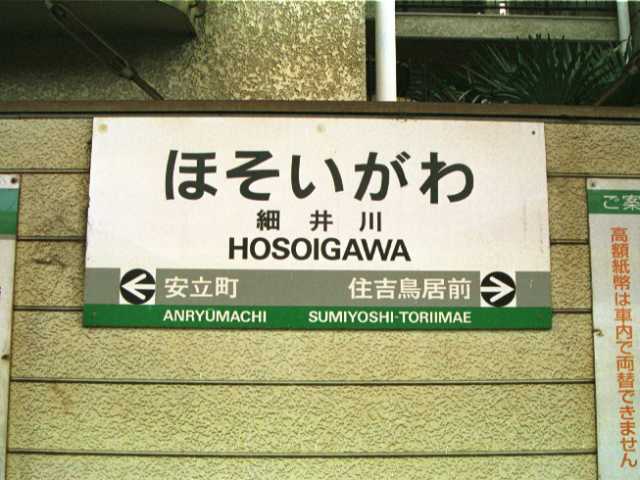 ほそいがわ
細井川
HOSOIGAWA
安立町 住吉鳥居前
ANRYŪMACHI SUMIYOSHI-TORIIMAE
ご案
高額紙幣は車内で両替できません